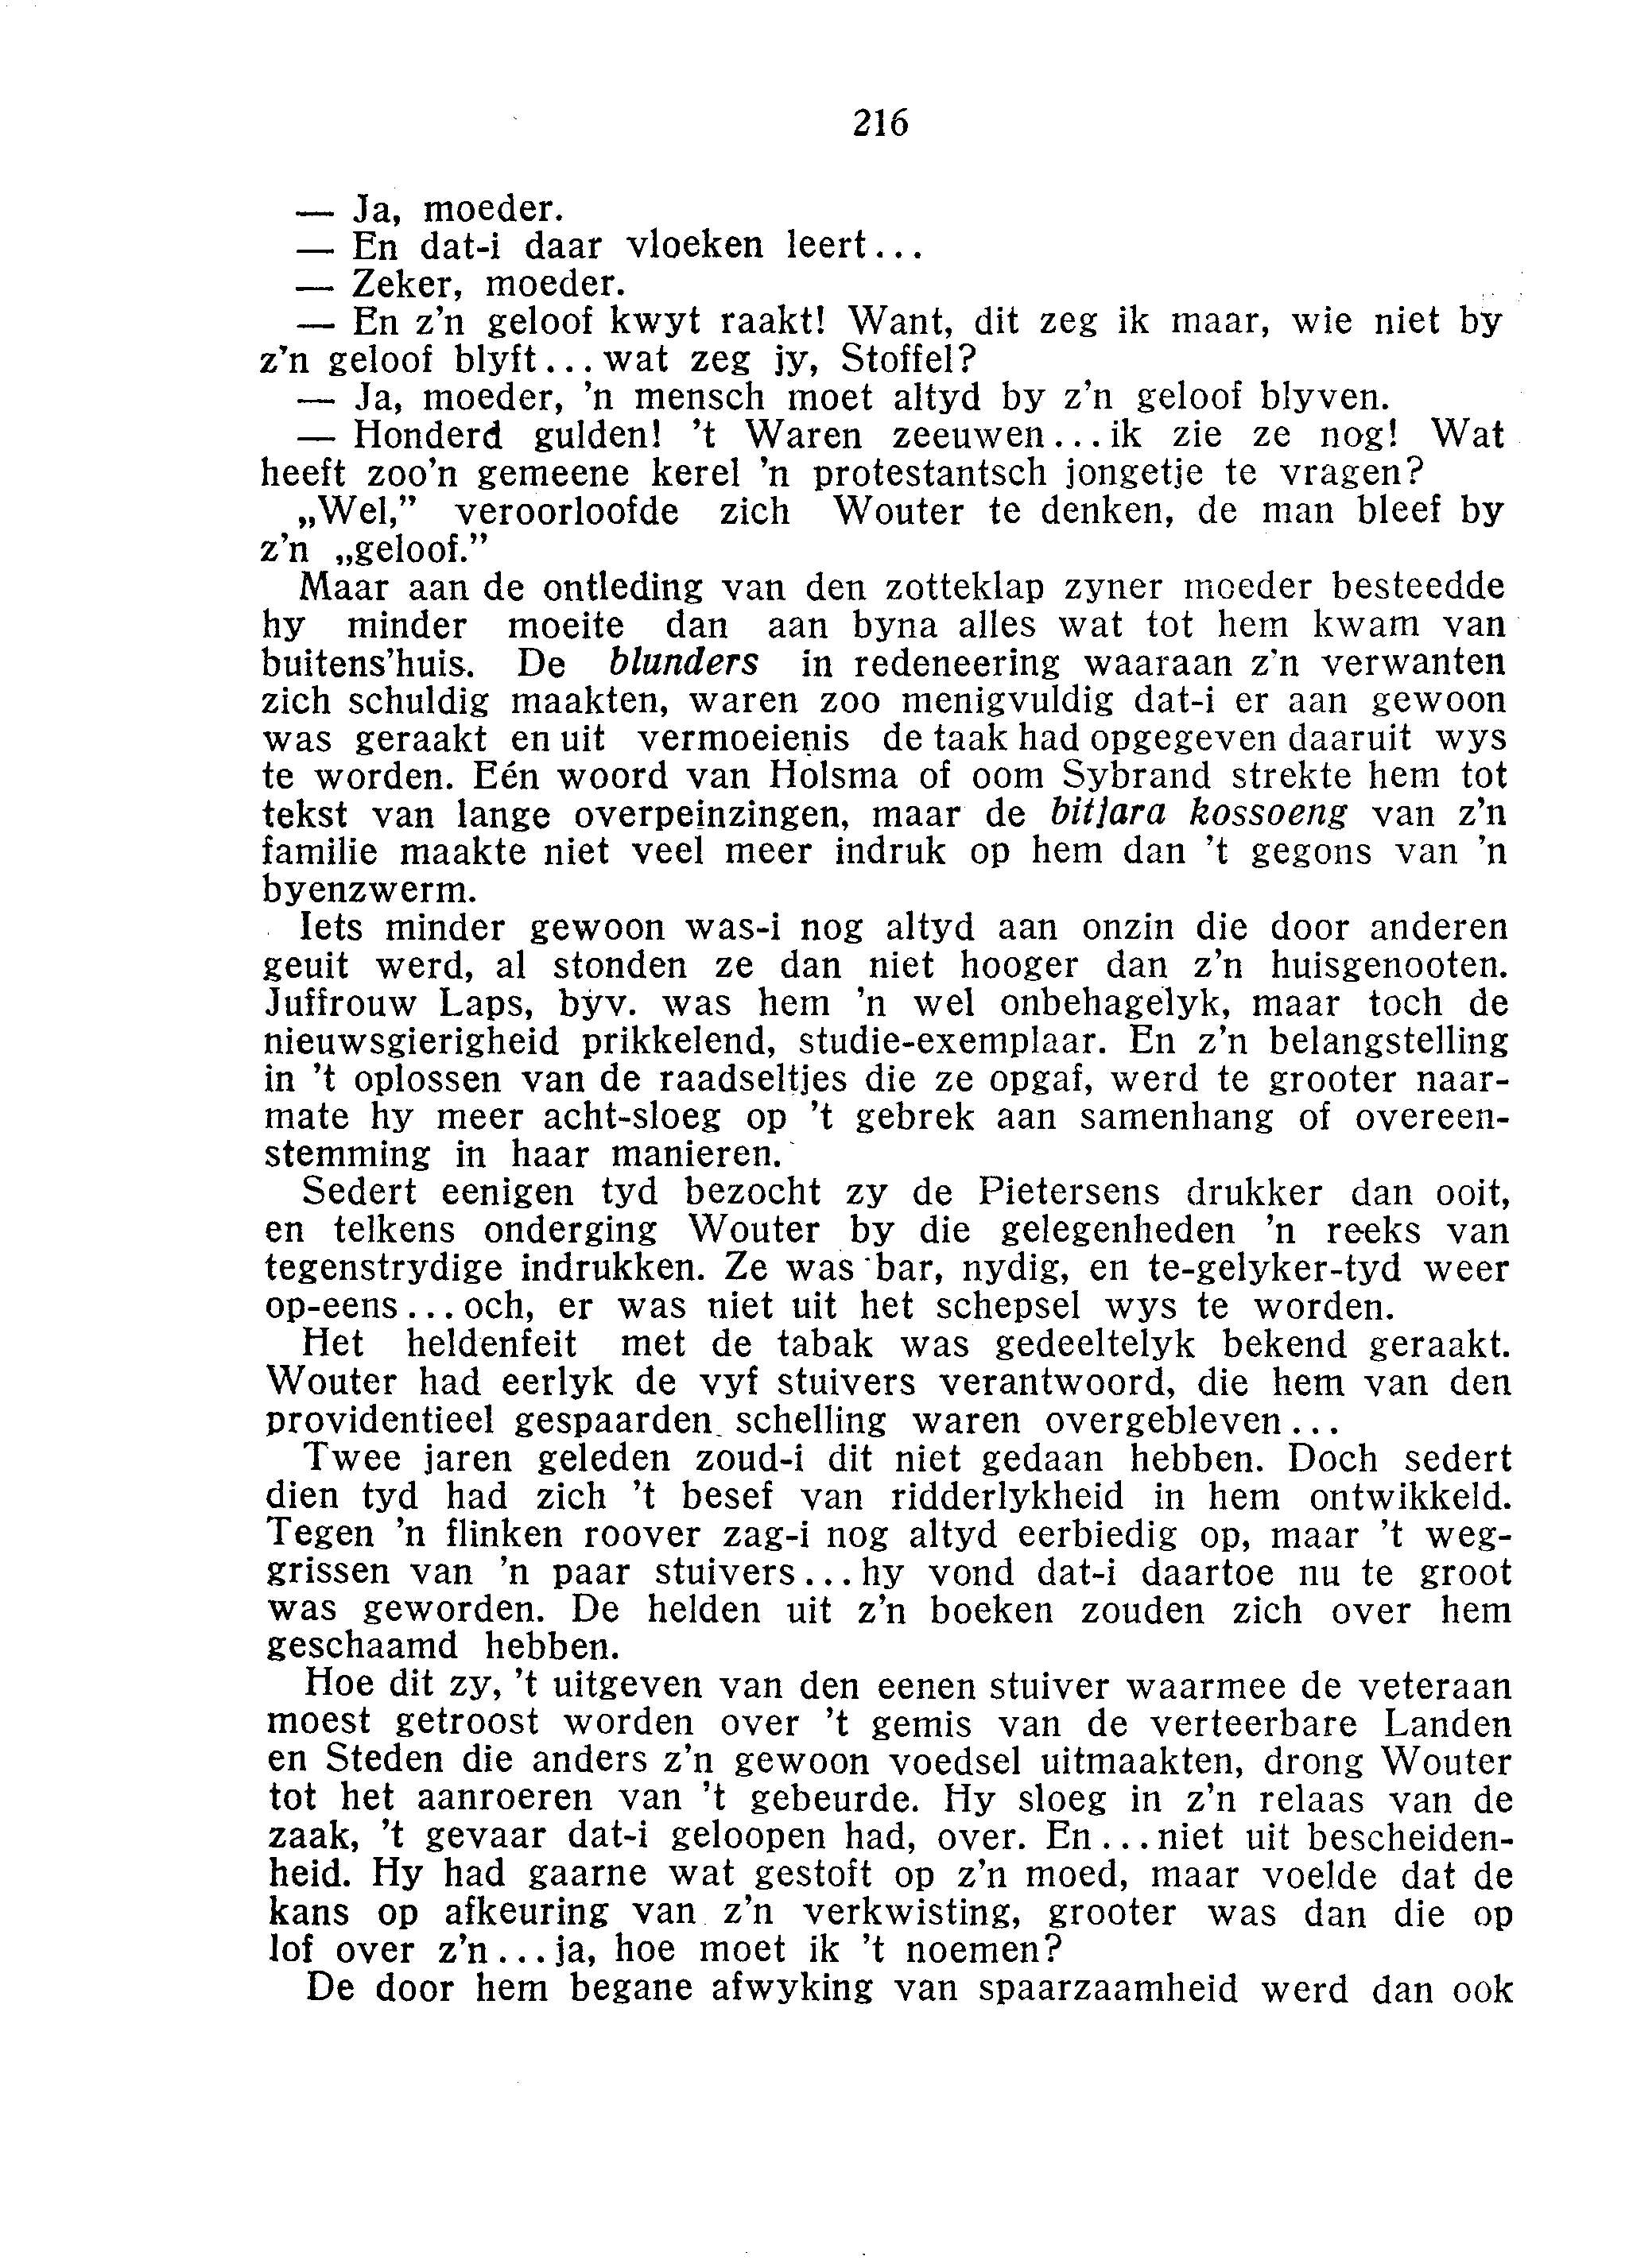 216
— Ja, moeder.
— En dat-i daar vloeken leert...
— Zeker, moeder.
— En z'n geloof kwyt raakt! Want, dit zeg ik maar, wie niet by
z'n geloof blyft... wat zeg jy, Stoffel?
— Ja, moeder, 'n mensch moet altyd by z'n geloof blyven.
— Honderd gulden! 't Waren zeeuwen... ik zie ze nog! Wat
heeft zoo'n gemeene kerel 'n protestantsch jongetje te vragen?
„Wel,” veroorloofde zich Wouter te denken, de man bleef by
z'n „geloof.”
Maar aan de ontleding van den zotteklap zyner moeder besteedde
hy minder moeite dan aan byna alles wat tot hem kwam van
buitens'huis. De blunders in redeneering waaraan z'n verwanten
zich schuldig maakten, waren zoo menigvuldig dat-i er aan gewoon
was geraakt en uit vermoeienis de taak had opgegeven daaruit wys
te worden. Eén woord van Holsma of oom Sybrand strekte hem tot
tekst van lange overpeinzingen, maar de bitjara kossoeng van z'n
familie maakte niet veel meer indruk op hem dan 't gegons van 'n
byenzwerm.
Iets minder gewoon was-i nog altyd aan onzin die door anderen
geuit werd, al stonden ze dan niet hooger dan z'n huisgenooten.
Juffrouw Laps, byv. was hem 'n wel onbehagelyk, maar toch de
nieuwsgierigheid prikkelend, studie-exemplaar. En z'n belangstelling
in 't oplossen van de raadseltjes die ze opgaf, werd te grooter naar-
mate hy meer acht-sloeg op 't gebrek aan samenhang of overeen-
stemming in haar manieren.
Sedert eenigen tyd bezocht zy de Pietersens drukker dan ooit,
en telkens onderging Wouter by die gelegenheden 'n reeks van
tegenstrydige indrukken. Ze was bar, nydig, en te-gelyker-tyd weer
op-eens... och, er was niet uit het schepsel wys te worden.
Het heldenfeit met de tabak was gedeeltelyk bekend geraakt.
Wouter had eerlyk de vyf stuivers verantwoord, die hem van den
providentieel gespaarden schelling waren overgebleven...
Twee jaren geleden zoud-i dit niet gedaan hebben. Doch sedert
dien tyd had zich 't besef van ridderlykheid in hem ontwikkeld.
Tegen 'n flinken roover zag-i nog altyd eerbiedig op, maar 't weg-
grissen van 'n paar stuivers... hy vond dat-i daartoe nu te groot
was geworden. De helden uit z'n boeken zouden zich over hem
geschaamd hebben.
Hoe dit zy, 't uitgeven van den eenen stuiver waarmee de veteraan
moest getroost worden over 't gemis van de verteerbare Landen
en Steden die anders z'n gewoon voedsel uitmaakten, drong Wouter
tot het aanroeren van 't gebeurde. Hy sloeg in z'n relaas van de
zaak, 't gevaar dat-i geloopen had, over. En... niet uit bescheiden-
heid. Hy had gaarne wat gestoft op z'n moed, maar voelde dat de
kans op afkeuring van z'n verkwisting, grooter was dan die op
lof over z'n... ja, hoe moet ik 't noemen?
De door hem begane afwyking van spaarzaamheid werd dan ook